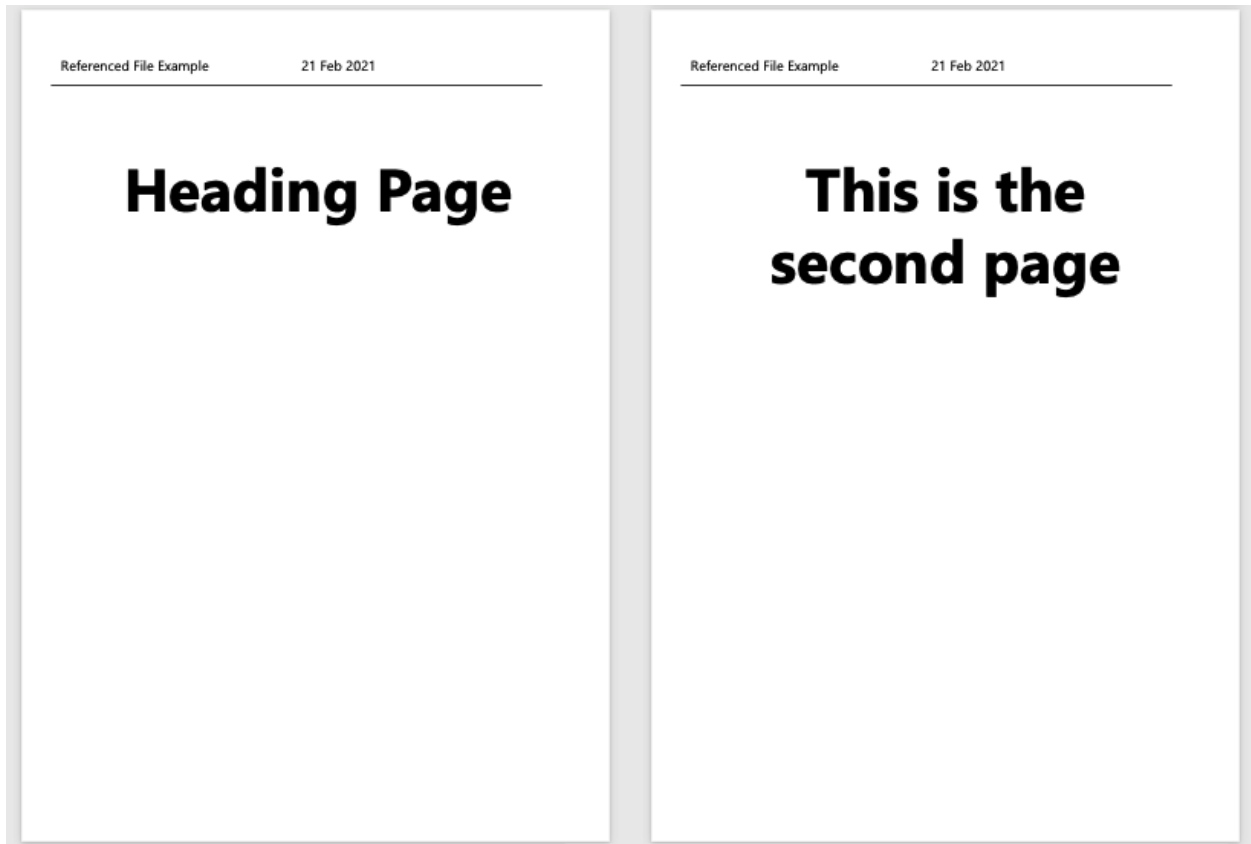 Referenced File Example 21 Feb 2021
Heading Page
Referenced File Example 21 Feb 2021
This is the
second page